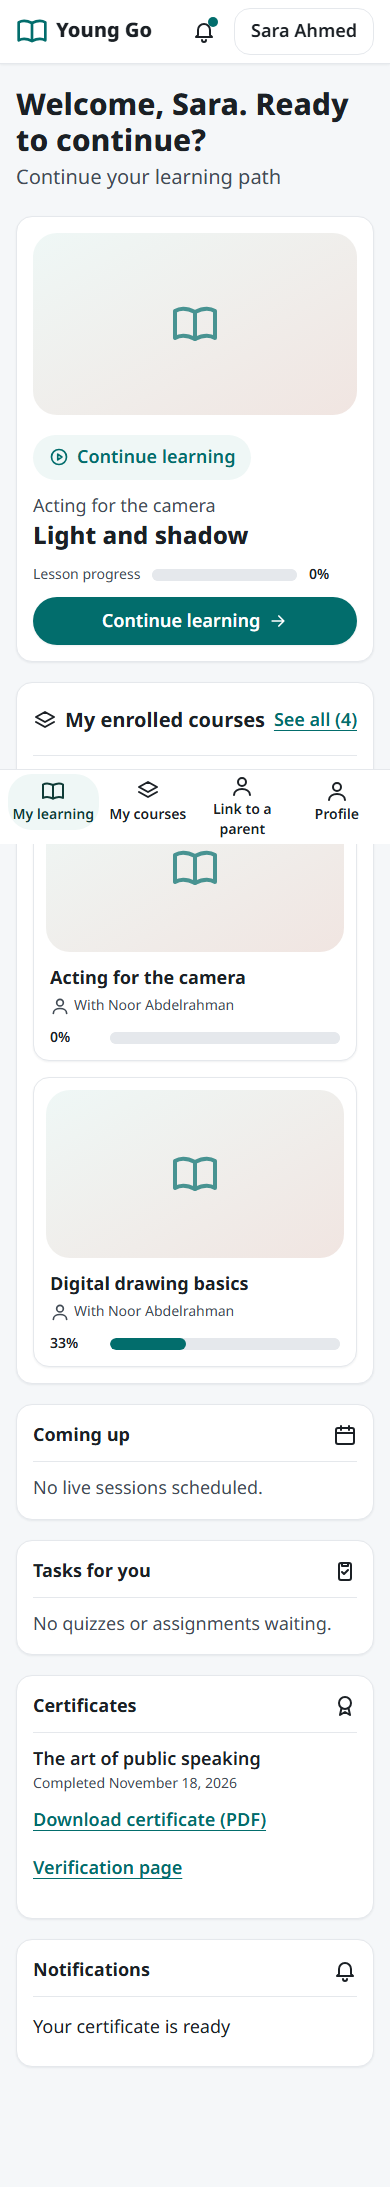 Young Go
Sara Ahmed
Welcome, Sara. Ready
to continue?
Continue your learning path
Continue learning
Acting for the camera
Light and shadow
Lesson progress
0%
Continue learning
My enrolled courses
See all (4)
My learning
My courses
Link to a
parent
Profile
Acting for the camera
With Noor Abdelrahman
0%
Digital drawing basics
With Noor Abdelrahman
33%
Coming up
No live sessions scheduled.
Tasks for you
No quizzes or assignments waiting.
Certificates
The art of public speaking
Completed November 18, 2026
Download certificate (PDF)
Verification page
Notifications
Your certificate is ready